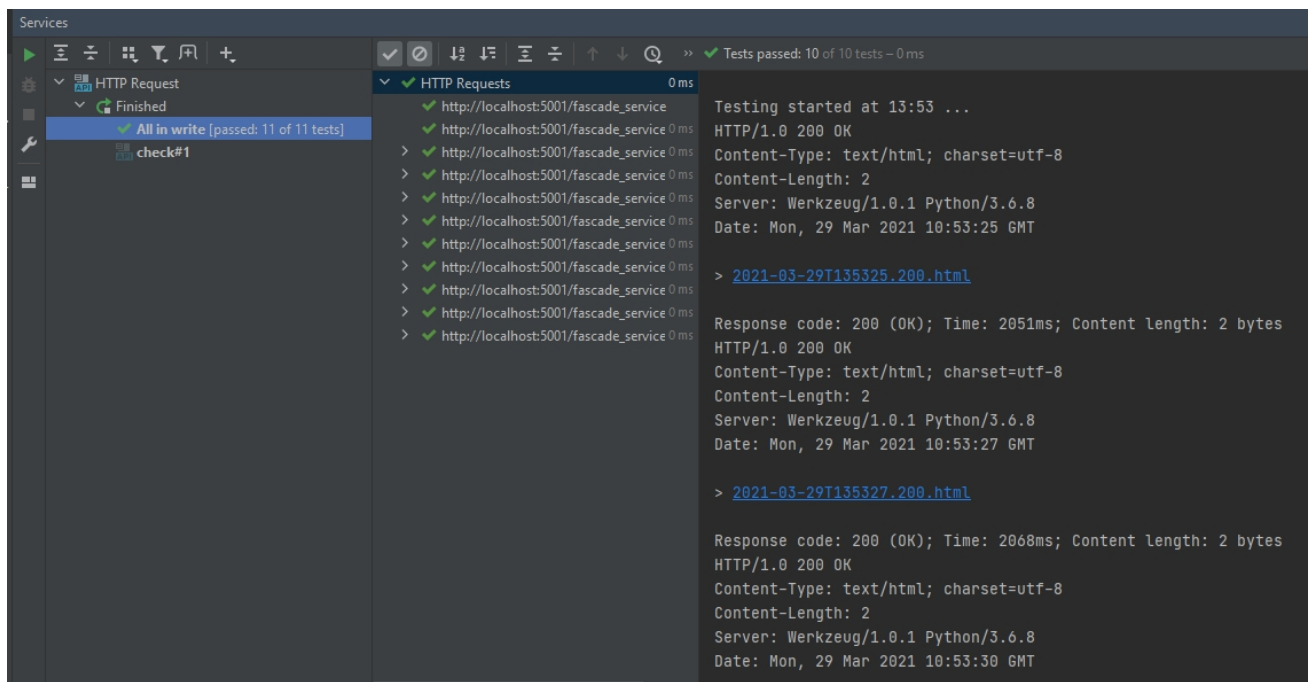 Services
HTTP Request
Finished
All in write [passed: 11 of 11 tests]
check#1
HTTP Requests 0 ms
http://localhost:5001/fascade_service
http://localhost:5001/fascade_service 0 ms
http://localhost:5001/fascade_service 0 ms
http://localhost:5001/fascade_service 0 ms
http://localhost:5001/fascade_service 0 ms
http://localhost:5001/fascade_service 0 ms
http://localhost:5001/fascade_service 0 ms
http://localhost:5001/fascade_service 0 ms
http://localhost:5001/fascade_service 0 ms
http://localhost:5001/fascade_service 0 ms
http://localhost:5001/fascade_service 0 ms
» Tests passed: 10 of 10 tests – 0 ms
Testing started at 13:53 ...
HTTP/1.0 200 OK
Content-Type: text/html; charset=utf-8
Content-Length: 2
Server: Werkzeug/1.0.1 Python/3.6.8
Date: Mon, 29 Mar 2021 10:53:25 GMT
> 2021-03-29T135325.200.html
Response code: 200 (OK); Time: 2051ms; Content length: 2 bytes
HTTP/1.0 200 OK
Content-Type: text/html; charset=utf-8
Content-Length: 2
Server: Werkzeug/1.0.1 Python/3.6.8
Date: Mon, 29 Mar 2021 10:53:27 GMT
> 2021-03-29T135327.200.html
Response code: 200 (OK); Time: 2068ms; Content length: 2 bytes
HTTP/1.0 200 OK
Content-Type: text/html; charset=utf-8
Content-Length: 2
Server: Werkzeug/1.0.1 Python/3.6.8
Date: Mon, 29 Mar 2021 10:53:30 GMT